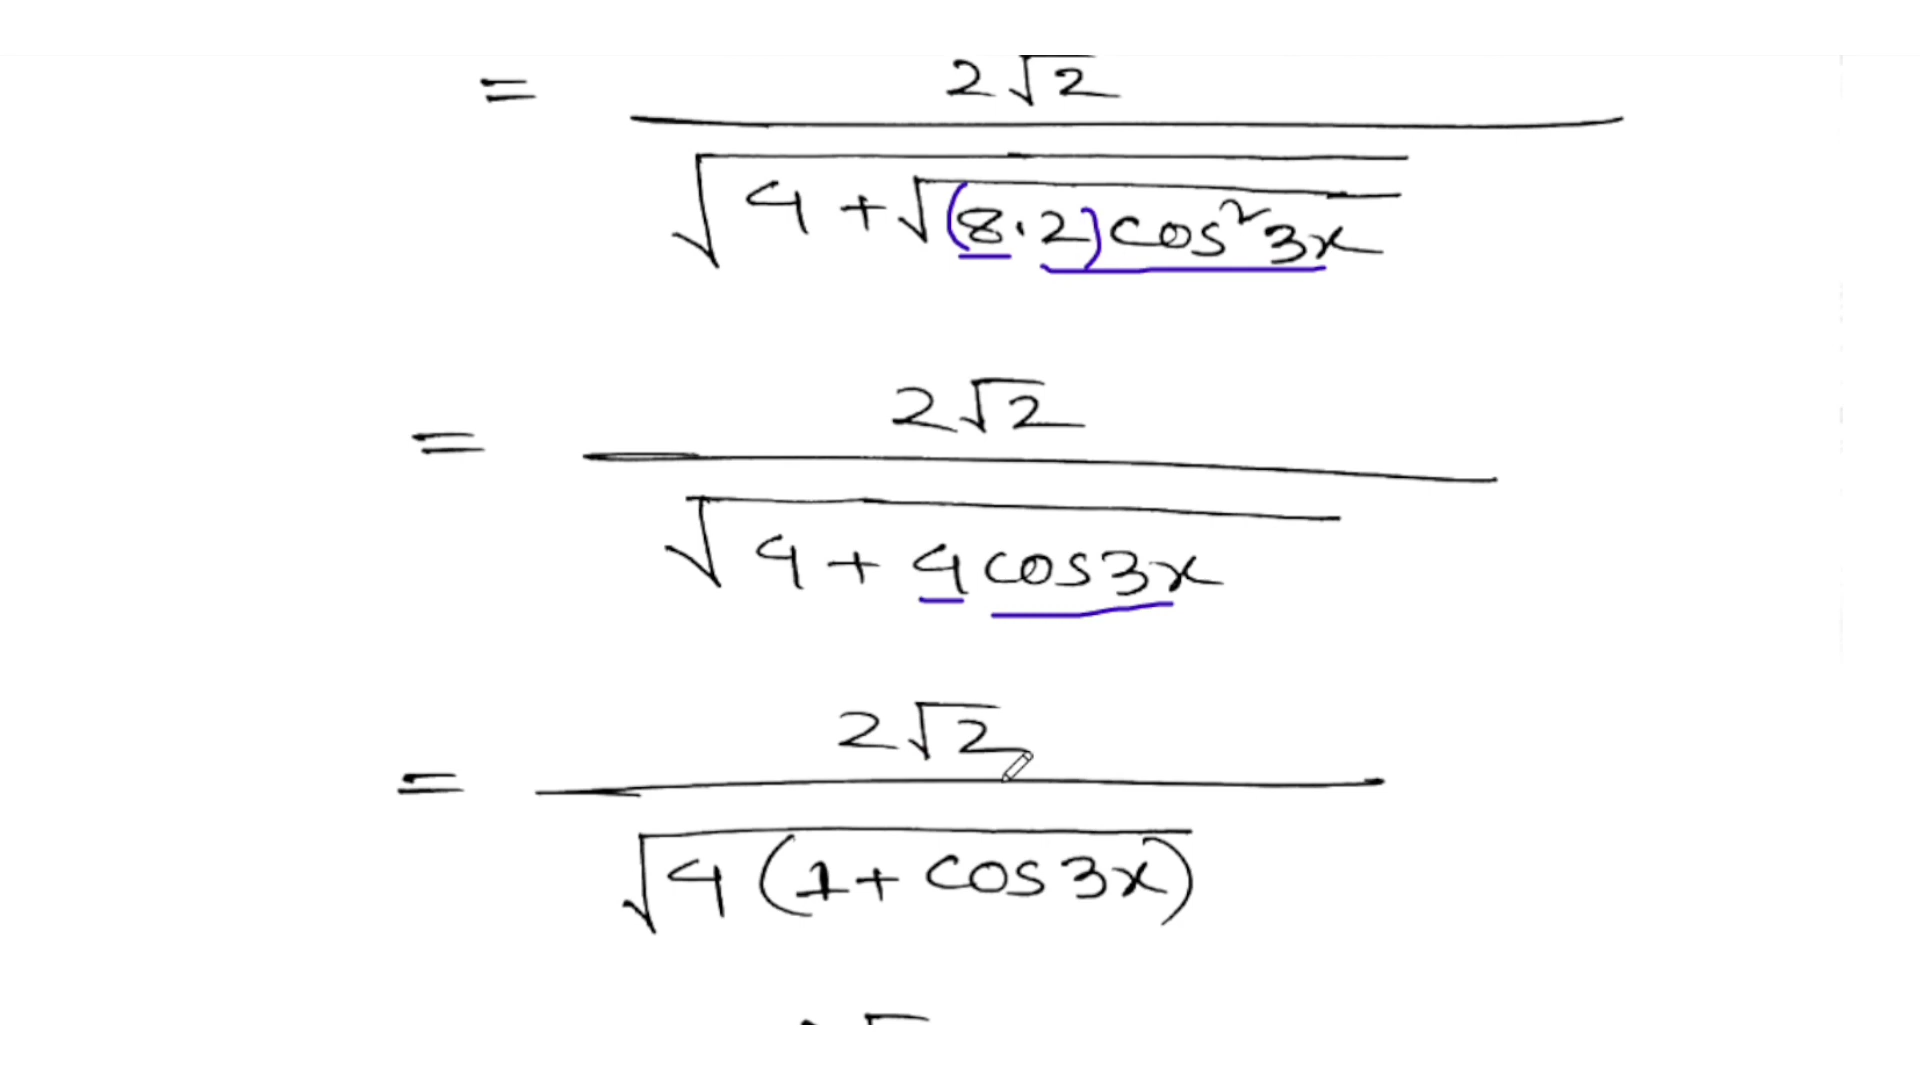 = 2√2 / √(4 + √((8.2)cos²3x))
= 2√2 / √(4 + 4cos3x)
= 2√2 / √(4(1 + cos3x))